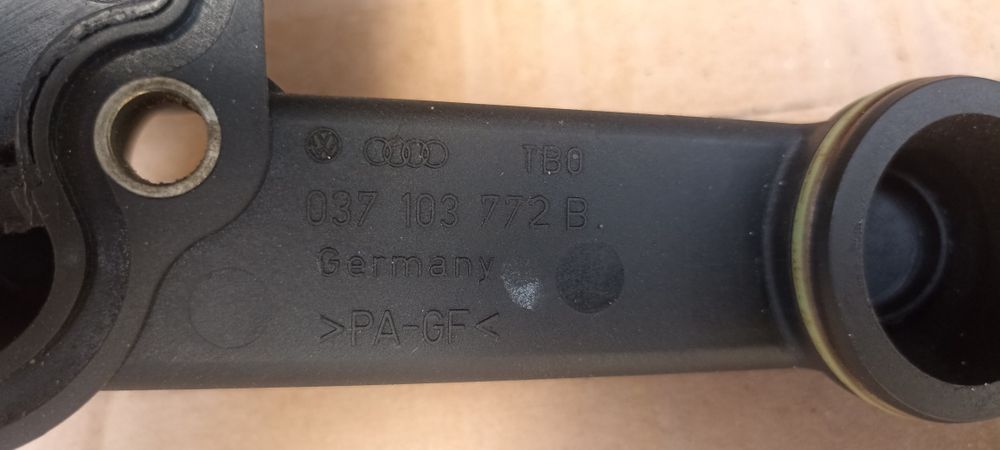 TBO
037 103 772 B
Germany
>PA-GF<